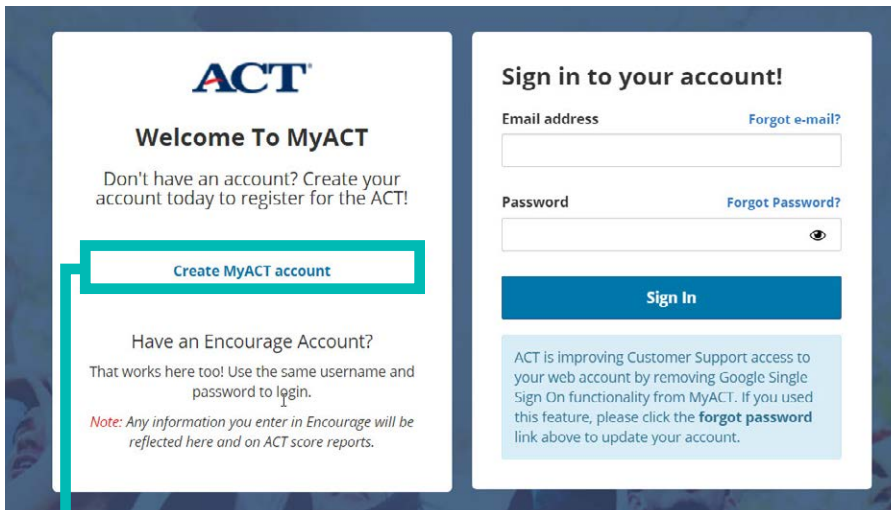 ACT
Welcome To MyACT
Don't have an account? Create your
account today to register for the ACT!
Create MyACT account
Have an Encourage Account?
That works here too! Use the same username and
password to login.
Note: Any information you enter in Encourage will be
reflected here and on ACT score reports.
Sign in to your account!
Email address Forgot e-mail?
Password Forgot Password?
Sign In
ACT is improving Customer Support access to
your web account by removing Google Single
Sign On functionality from MyACT. If you used
this feature, please click the forgot password
link above to update your account.